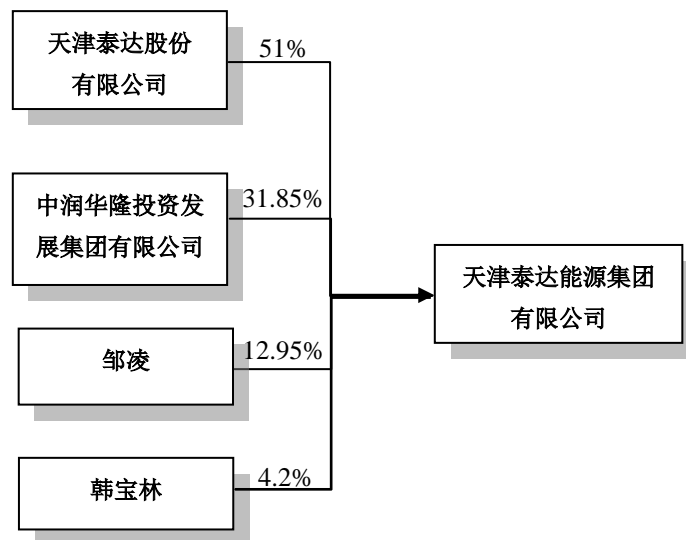 天津泰达股份
有限公司
51%
中润华隆投资发
展集团有限公司
31.85%
天津泰达能源集团
有限公司
邹凌
12.95%
韩宝林
4.2%